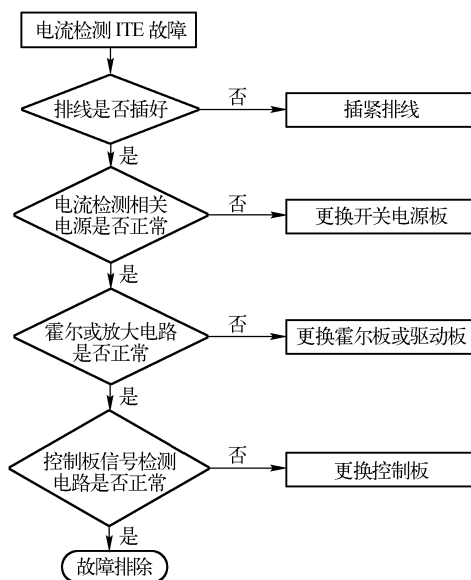 电流检测 ITE 故障
排线是否插好
否
插紧排线
是
电流检测相关
电源是否正常
否
更换开关电源板
是
霍尔或放大电路
是否正常
否
更换霍尔板或驱动板
是
控制板信号检测
电路是否正常
否
更换控制板
是
故障排除